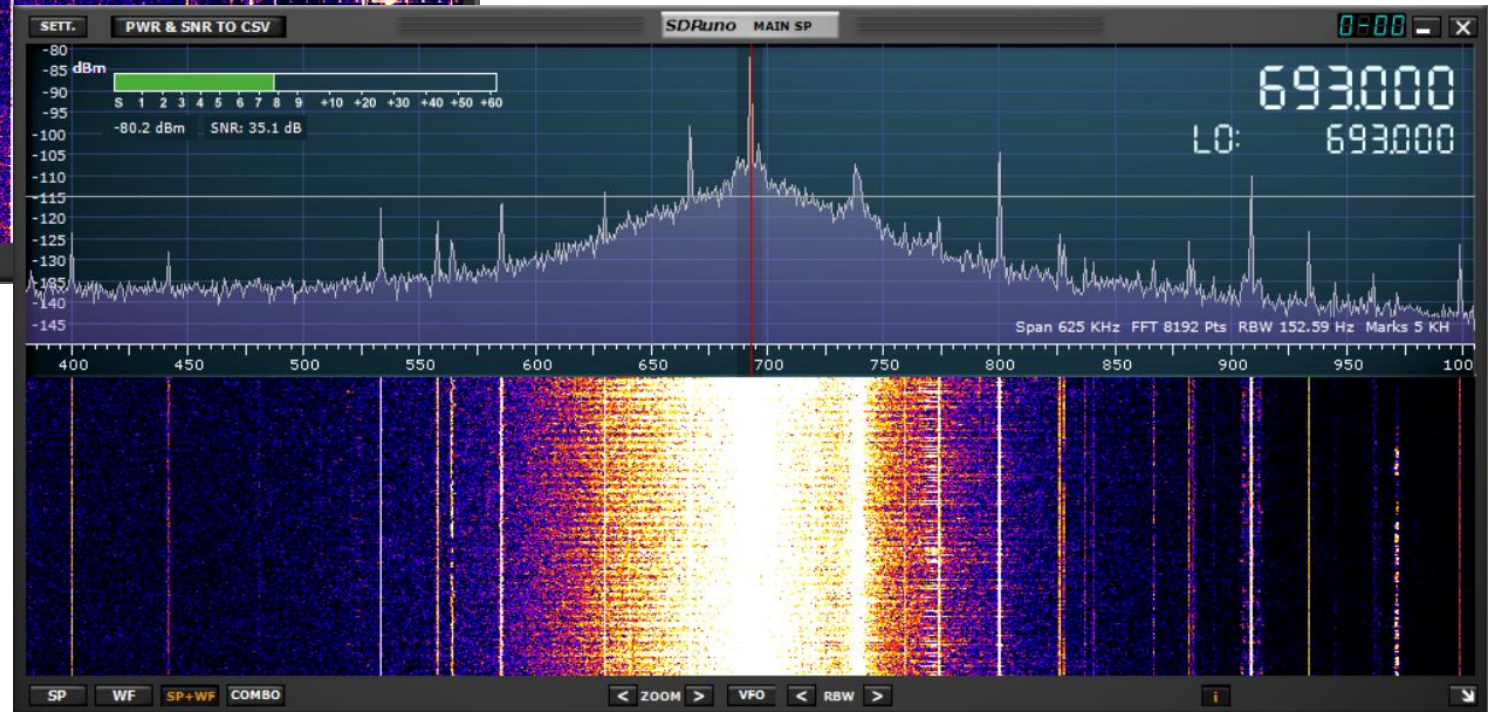 SETT. PWR & SNR TO CSV SDRuno MAIN SP 0-00
-80
-85 dBm
-90
S 1 2 3 4 5 6 7 8 9 +10 +20 +30 +40 +50 +60
693.000
-95
-80.2 dBm SNR: 35.1 dB
-100
LO: 693.000
-105
-110
-115
-120
-125
-130
-135
-140
-145
Span 625 KHz FFT 8192 Pts RBW 152.59 Hz Marks 5 KH
400 450 500 550 600 650 700 750 800 850 900 950 100
SP WF SP+WF COMBO < ZOOM > VFO < RBW > i